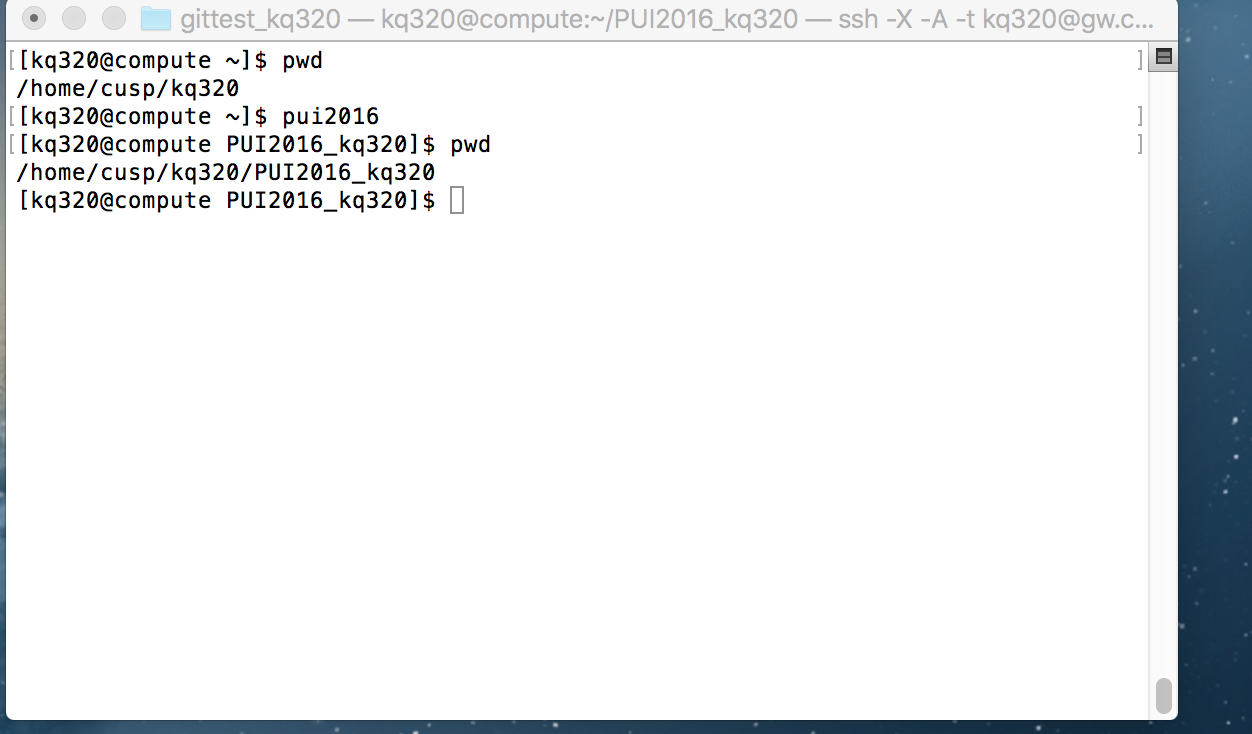 gittest_kq320 — kq320@compute:~/PUI2016_kq320 — ssh -X -A -t kq320@gw.c...
[[kq320@compute ~]$ pwd ]
/home/cusp/kq320
[[kq320@compute ~]$ pui2016 ]
[[kq320@compute PUI2016_kq320]$ pwd ]
/home/cusp/kq320/PUI2016_kq320
[kq320@compute PUI2016_kq320]$